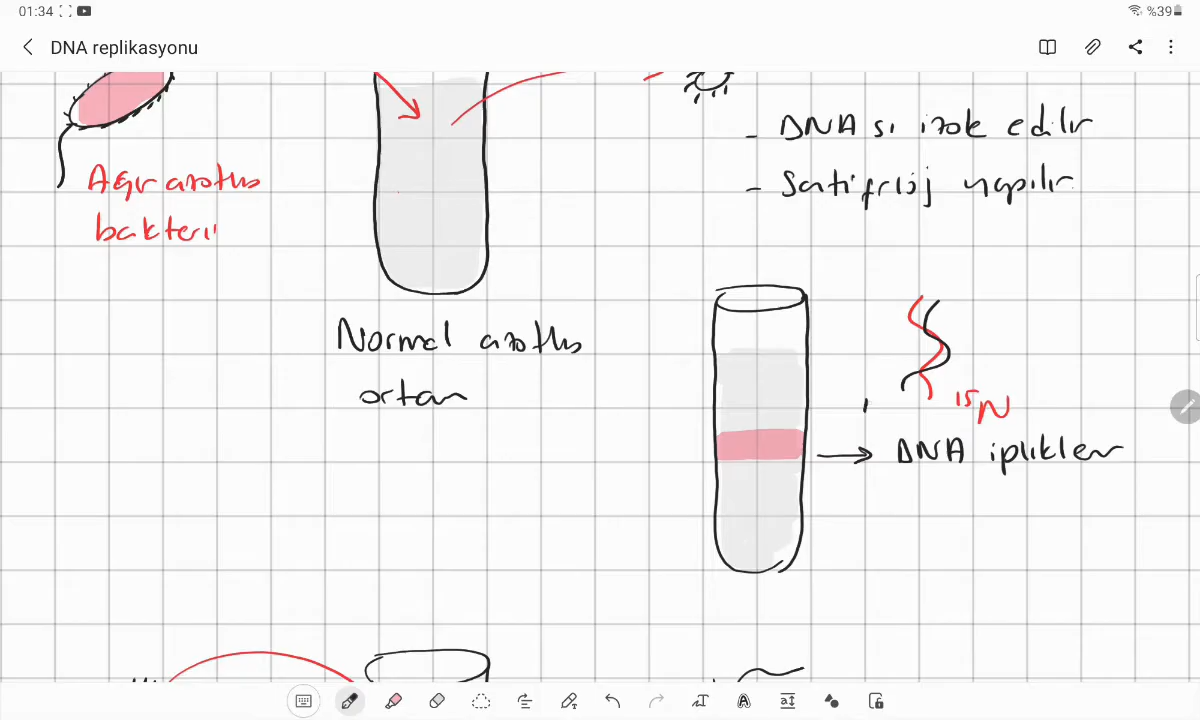 01:34
%39
DNA replikasyonu
- DNA sı izole edilir
- Satifrüj yapılır
Ağır azotlu
bakteri
Normal azotlu
ortam
15N
DNA iplikler